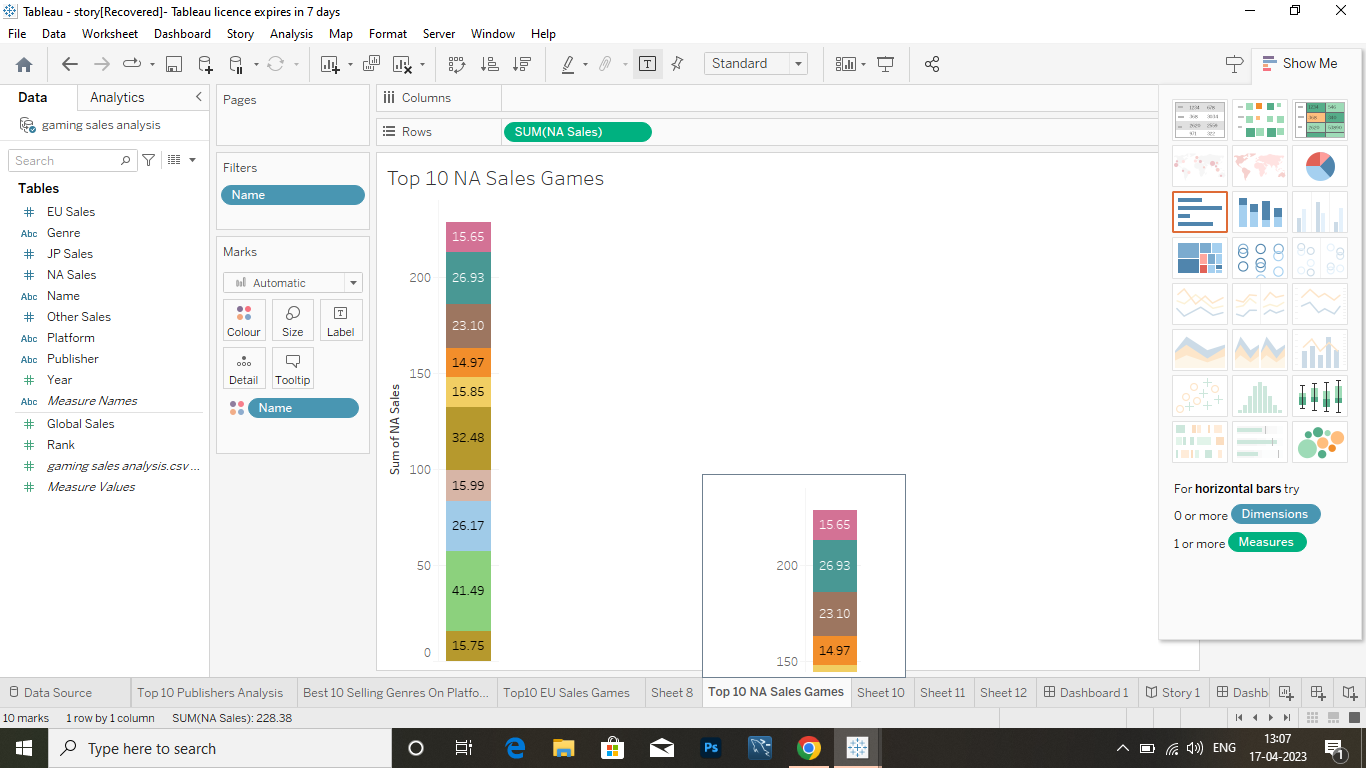 Tableau - story[Recovered]- Tableau licence expires in 7 days
File Data Worksheet Dashboard Story Analysis Map Format Server Window Help
Standard
Show Me
Data Analytics
gaming sales analysis
Search
Tables
EU Sales
Abc Genre
JP Sales
NA Sales
Abc Name
Other Sales
Abc Platform
Abc Publisher
Year
Abc Measure Names
Global Sales
Rank
gaming sales analysis.csv ...
Measure Values
Pages
Filters
Name
Marks
Automatic
Colour Size Label
Detail Tooltip
Name
Columns
Rows SUM(NA Sales)
Top 10 NA Sales Games
Sum of NA Sales
200
150
100
50
0
15.65
26.93
23.10
14.97
15.85
32.48
15.99
26.17
41.49
15.75
200
150
15.65
26.93
23.10
14.97
For horizontal bars try
0 or more Dimensions
1 or more Measures
Data Source Top 10 Publishers Analysis Best 10 Selling Genres On Platfo... Top10 EU Sales Games Sheet 8 Top 10 NA Sales Games Sheet 10 Sheet 11 Sheet 12 Dashboard 1 Story 1 Dashb
10 marks 1 row by 1 column SUM(NA Sales): 228.38
Type here to search
Ps
ENG
13:07
17-04-2023
1